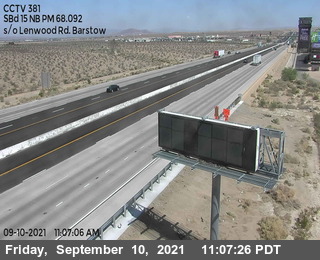 CCTV 381
SBd 15 NB PM 68.092
s/o Lenwood Rd. Barstow
09-10-2021 11:07:06 AM
Friday, September 10, 2021 11:07:26 PDT